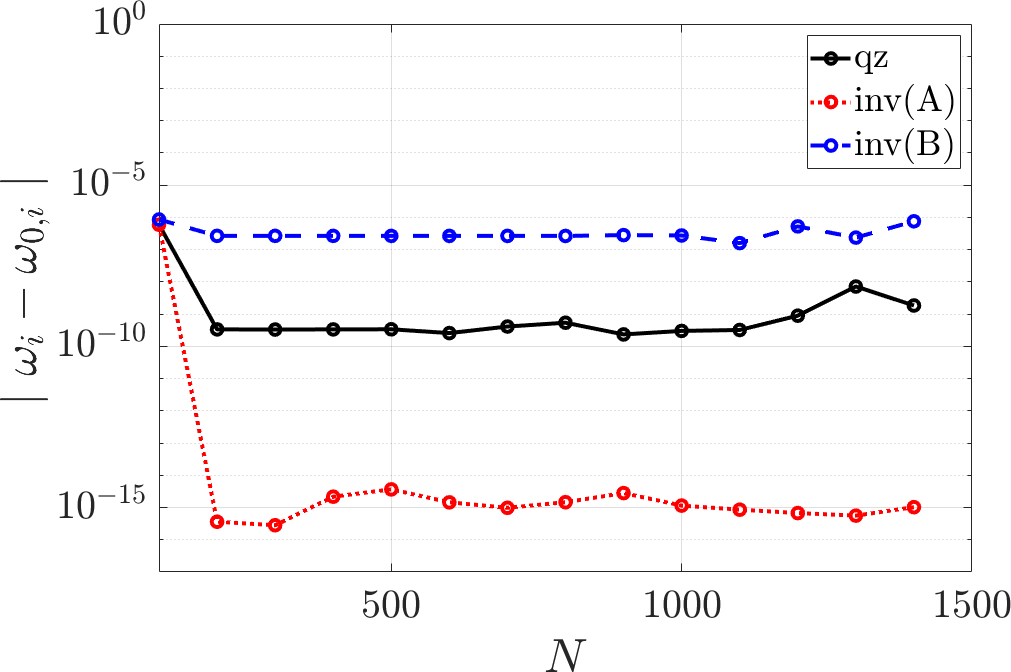 10^0
10^{-5}
10^{-10}
10^{-15}
| ω_i − ω_{0,i} |
500
1000
1500
N
qz
inv(A)
inv(B)